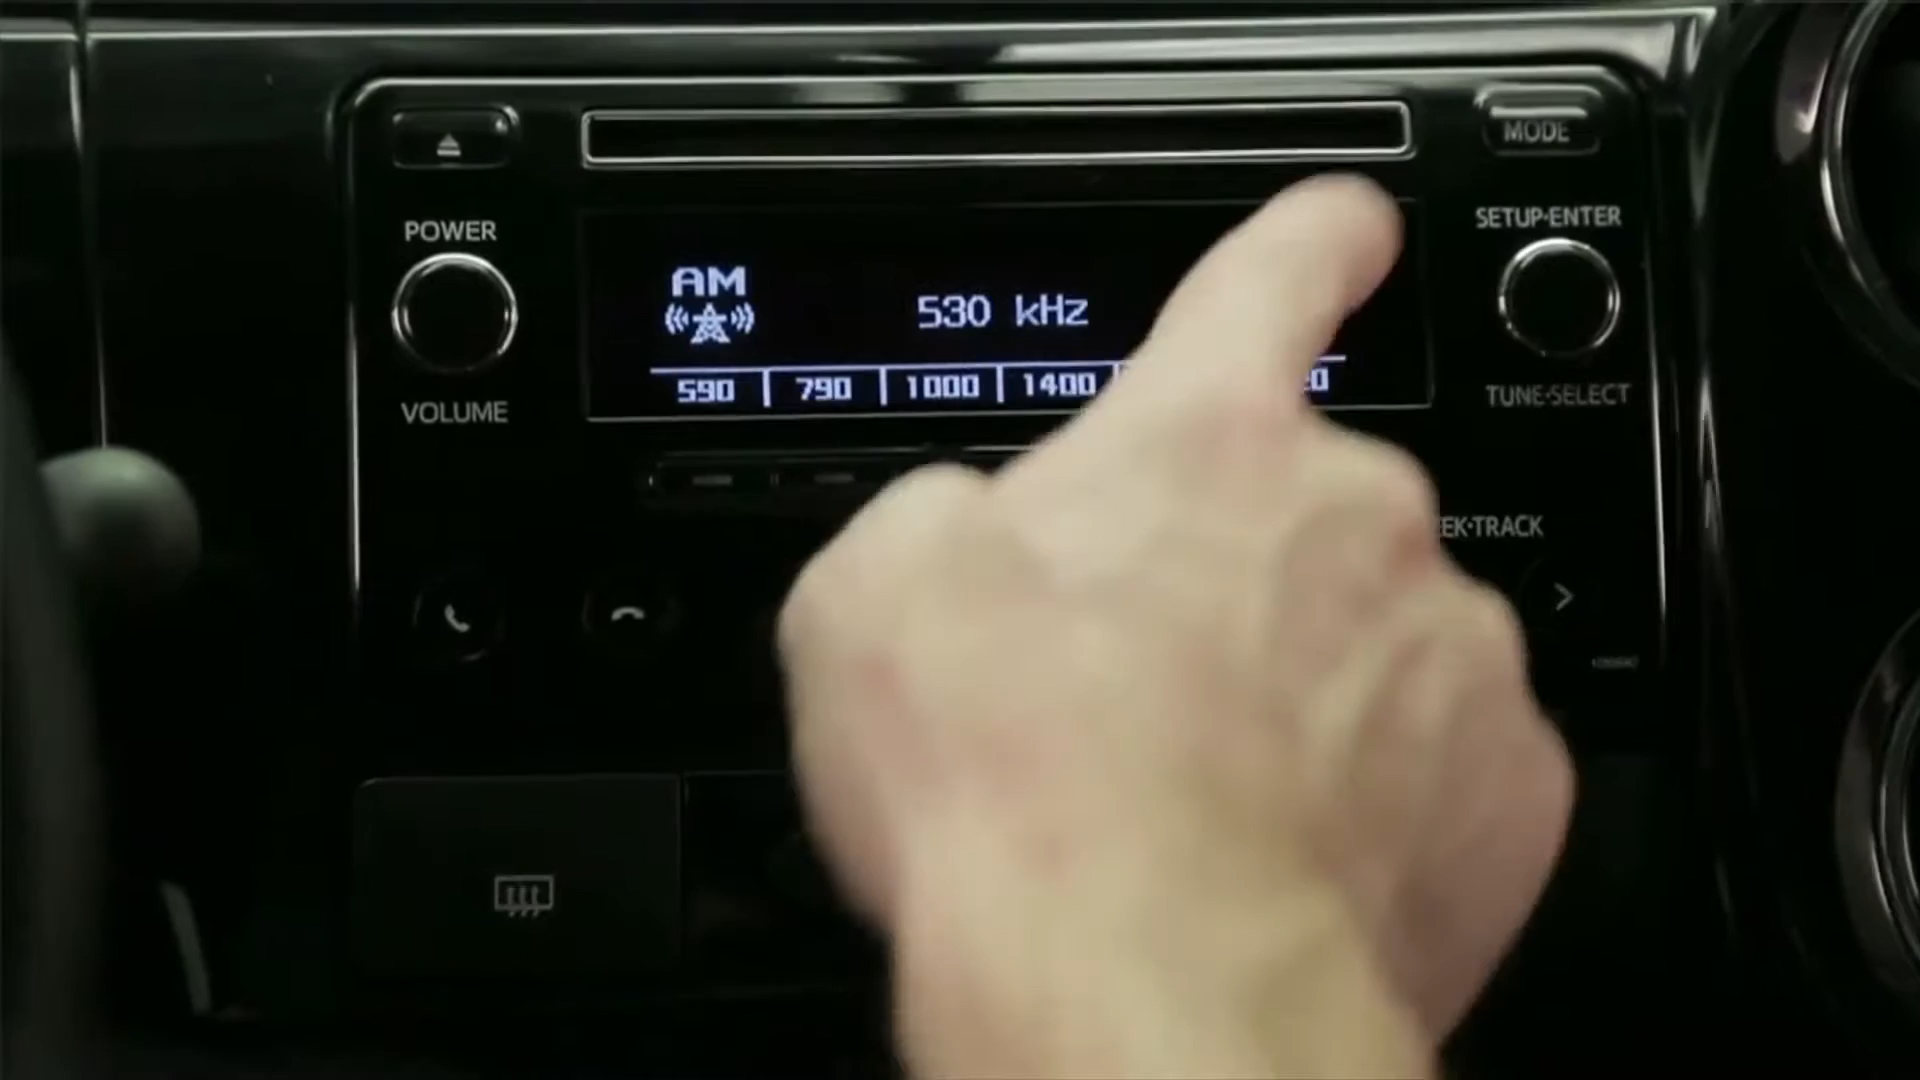 MODE
POWER
SETUP·ENTER
AM
530 kHz
590 790 1000 1400
VOLUME
TUNE·SELECT
EK·TRACK